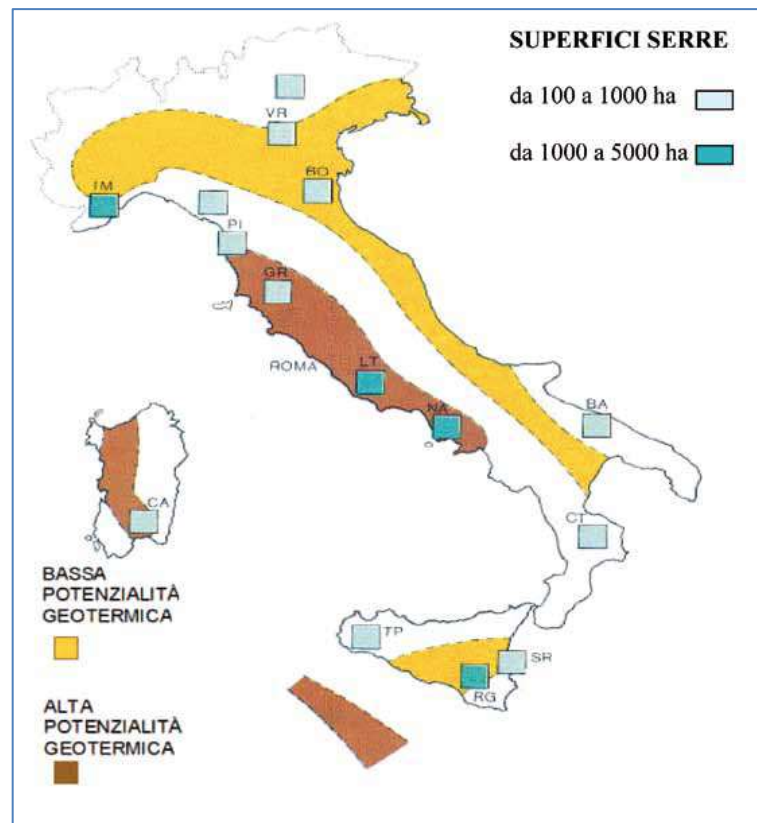 SUPERFICI SERRE
da 100 a 1000 ha
da 1000 a 5000 ha
VR
BO
IM
PI
GR
ROMA
LT
NA
BA
CA
CT
TP
SR
RG
BASSA
POTENZIALITÀ
GEOTERMICA
ALTA
POTENZIALITÀ
GEOTERMICA